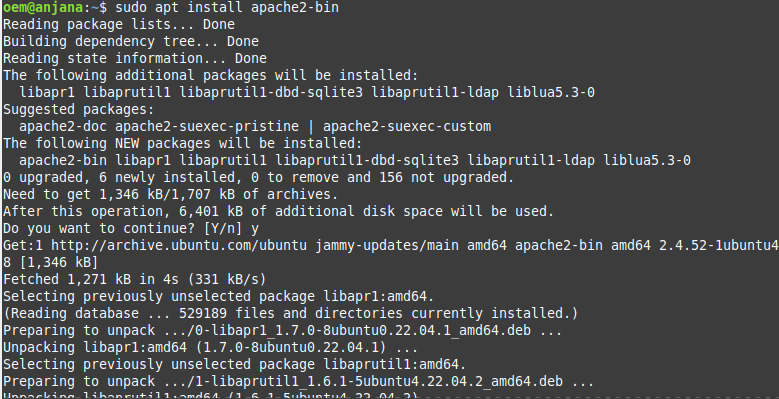 oem@anjana:~$ sudo apt install apache2-bin
Reading package lists... Done
Building dependency tree... Done
Reading state information... Done
The following additional packages will be installed:
libapr1 libaprutil1 libaprutil1-dbd-sqlite3 libaprutil1-ldap liblua5.3-0
Suggested packages:
apache2-doc apache2-suexec-pristine | apache2-suexec-custom
The following NEW packages will be installed:
apache2-bin libapr1 libaprutil1 libaprutil1-dbd-sqlite3 libaprutil1-ldap liblua5.3-0
0 upgraded, 6 newly installed, 0 to remove and 156 not upgraded.
Need to get 1,346 kB/1,707 kB of archives.
After this operation, 6,401 kB of additional disk space will be used.
Do you want to continue? [Y/n] y
Get:1 http://archive.ubuntu.com/ubuntu jammy-updates/main amd64 apache2-bin amd64 2.4.52-1ubuntu4
8 [1,346 kB]
Fetched 1,271 kB in 4s (331 kB/s)
Selecting previously unselected package libapr1:amd64.
(Reading database ... 529189 files and directories currently installed.)
Preparing to unpack .../0-libapr1_1.7.0-8ubuntu0.22.04.1_amd64.deb ...
Unpacking libapr1:amd64 (1.7.0-8ubuntu0.22.04.1) ...
Selecting previously unselected package libaprutil1:amd64.
Preparing to unpack .../1-libaprutil1_1.6.1-5ubuntu4.22.04.2_amd64.deb ...
Unpacking libaprutil1:amd64 (1.6.1-5ubuntu4.22.04.2)